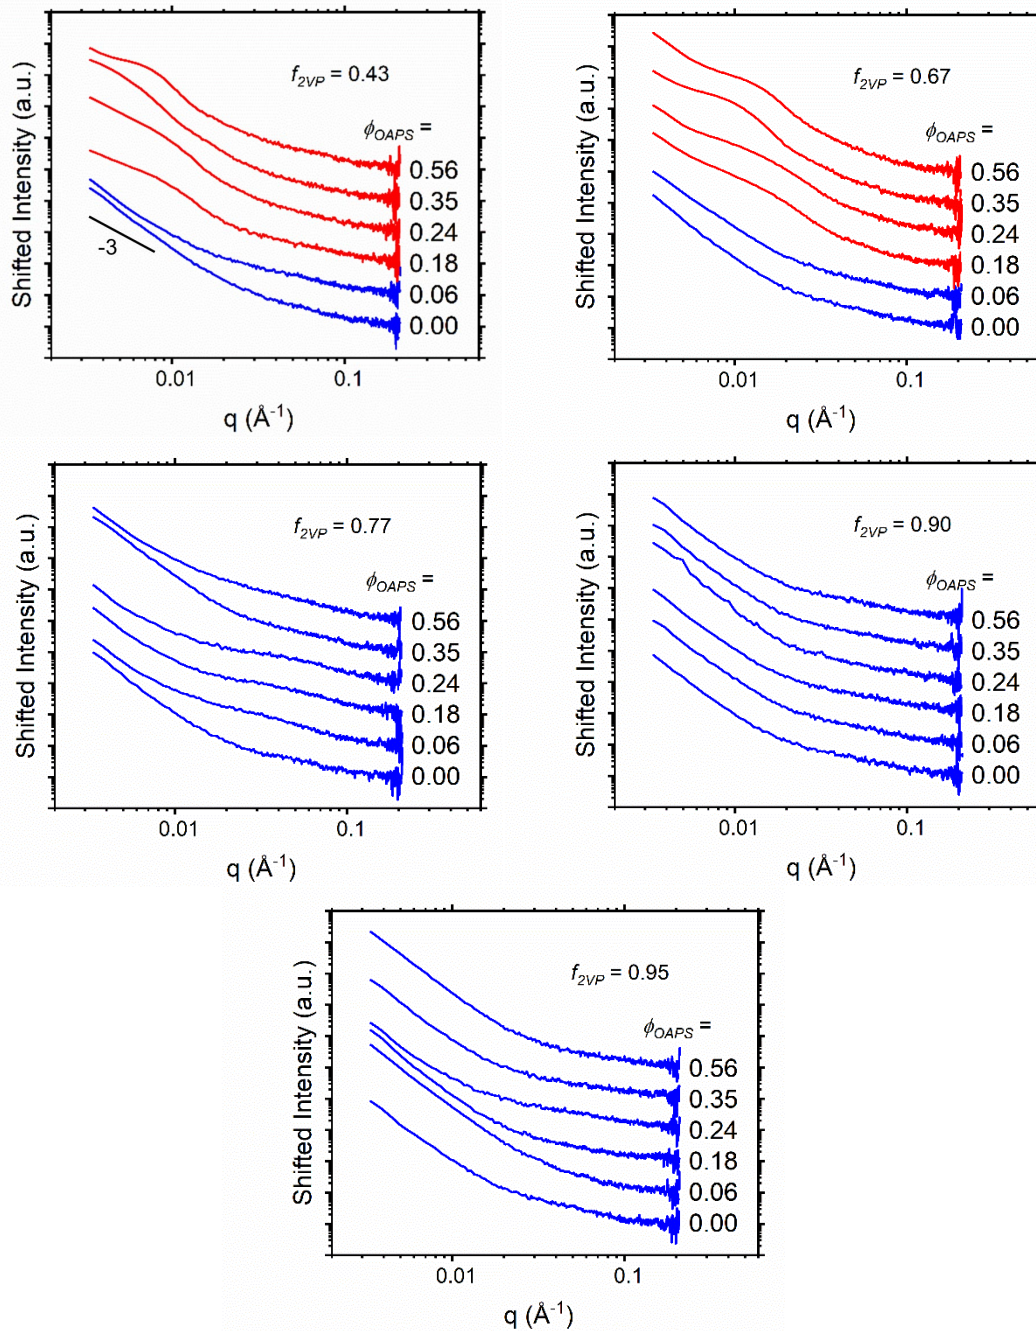 Shifted Intensity (a.u.)
f2VP = 0.43
ϕOAPS =
0.56
0.35
0.24
0.18
0.06
0.00
-3
0.01 0.1
q (Å-1)
Shifted Intensity (a.u.)
f2VP = 0.67
ϕOAPS =
0.56
0.35
0.24
0.18
0.06
0.00
0.01 0.1
q (Å-1)
Shifted Intensity (a.u.)
f2VP = 0.77
ϕOAPS =
0.56
0.35
0.24
0.18
0.06
0.00
0.01 0.1
q (Å-1)
Shifted Intensity (a.u.)
f2VP = 0.90
ϕOAPS =
0.56
0.35
0.24
0.18
0.06
0.00
0.01 0.1
q (Å-1)
Shifted Intensity (a.u.)
f2VP = 0.95
ϕOAPS =
0.56
0.35
0.24
0.18
0.06
0.00
0.01 0.1
q (Å-1)